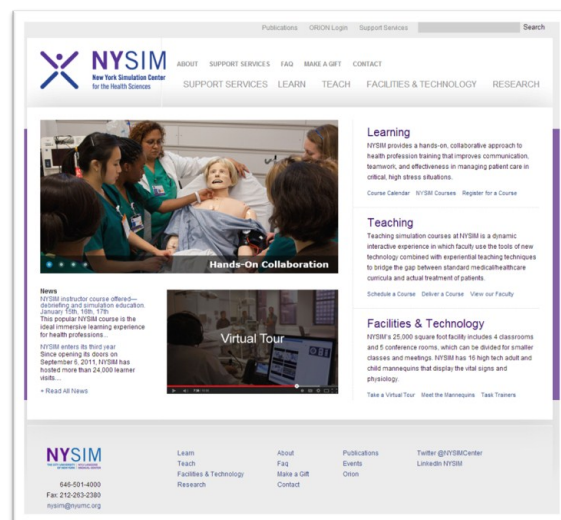 Publications ORION Login Support Services Search
NYSIM
New York Simulation Center
for the Health Sciences
ABOUT SUPPORT SERVICES FAQ MAKE A GIFT CONTACT
SUPPORT SERVICES LEARN TEACH FACILITIES & TECHNOLOGY RESEARCH
Hands-On Collaboration
News
NYSIM instructor course offered—
debriefing and simulation education.
January 15th, 16th, 17th
This popular NYSIM course is the
ideal immersive learning experience
for health professions...
NYSIM enters its third year
Since opening its doors on
September 6, 2011, NYSIM has
hosted more than 24,000 learner
visits....
+ Read All News
Virtual Tour
Learning
NYSIM provides a hands-on, collaborative approach to
health profession training that improves communication,
teamwork, and effectiveness in managing patient care in
critical, high stress situations.
Course Calendar NYSIM Courses Register for a Course
Teaching
Teaching simulation courses at NYSIM is a dynamic
interactive experience in which faculty use the tools of new
technology combined with experiential teaching techniques
to bridge the gap between standard medical/healthcare
curricula and actual treatment of patients.
Schedule a Course Deliver a Course View our Faculty
Facilities & Technology
NYSIM's 25,000 square foot facility includes 4 classrooms
and 5 conference rooms, which can be divided for smaller
classes and meetings. NYSIM has 16 high tech adult and
child mannequins that display the vital signs and
physiology.
Take a Virtual Tour Meet the Mannequins Task Trainers
NYSIM
646-501-4000
Fax: 212-263-2380
nysim@nyumc.org
Learn
Teach
Facilities & Technology
Research
About
Faq
Make a Gift
Contact
Publications
Events
Orion
Twitter @NYSIMCenter
LinkedIn NYSIM